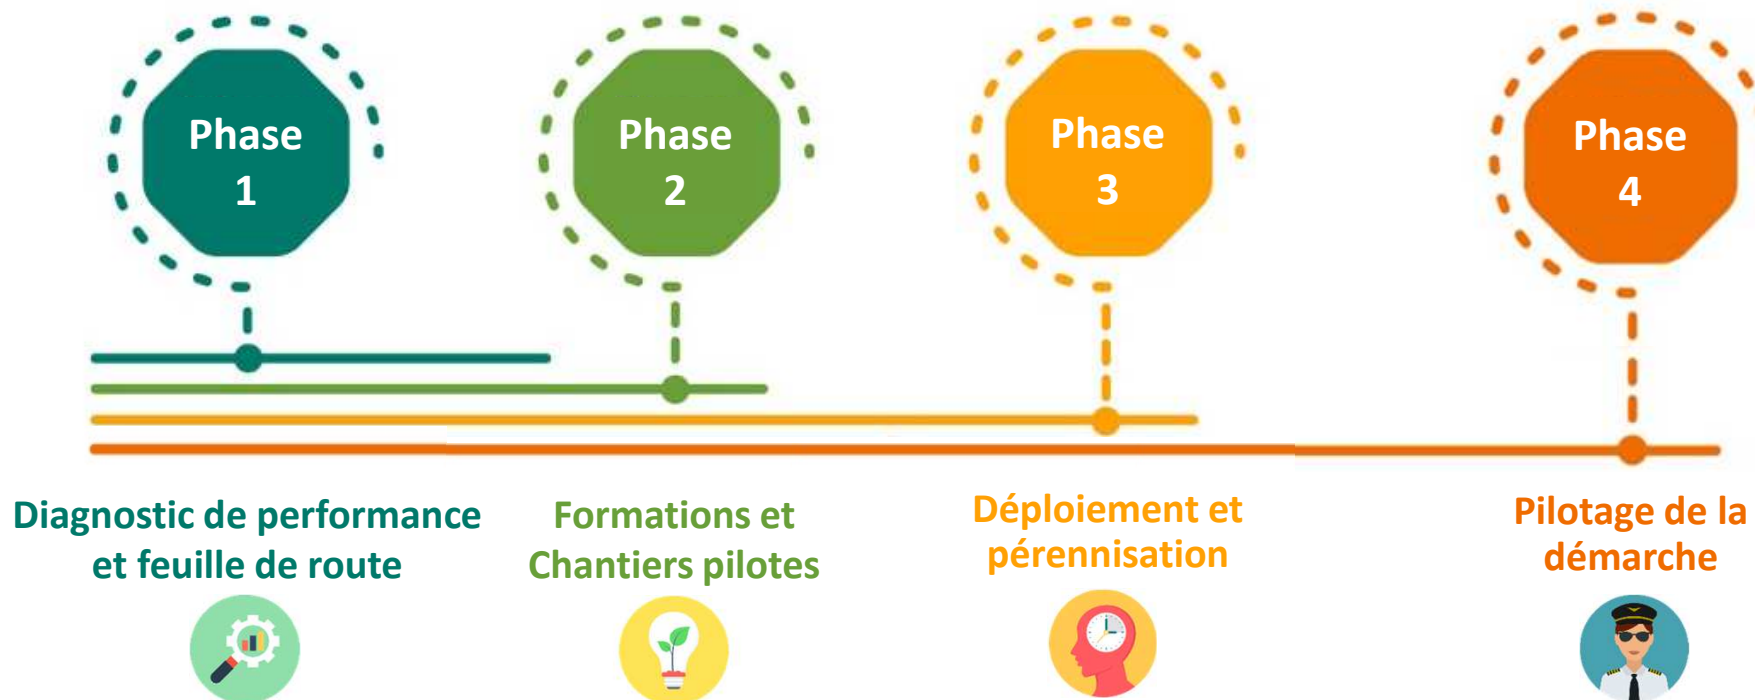 Phase
1
Phase
2
Phase
3
Phase
4
Diagnostic de performance
et feuille de route
Formations et
Chantiers pilotes
Déploiement et
pérennisation
Pilotage de la
démarche